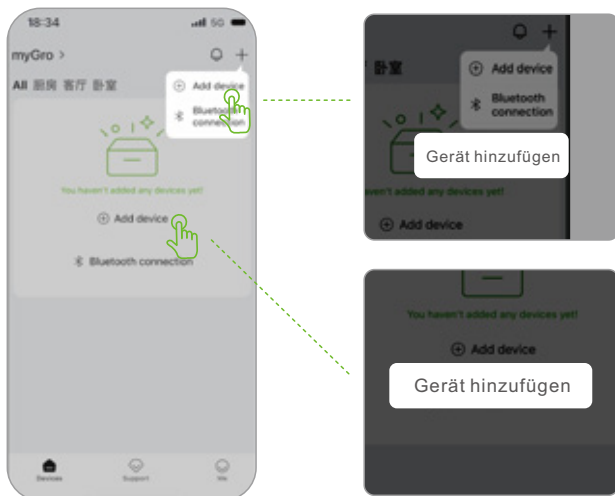 18:34
5G
myGro >
All 厨房 客厅 卧室
Add device
Bluetooth
connection
You haven't added any devices yet!
Add device
Bluetooth connection
Devices
Support
Me
卧室
Add device
Bluetooth
connection
Gerät hinzufügen
even't added any devices yet!
Add device
You haven't added any devices yet!
Add device
Gerät hinzufügen